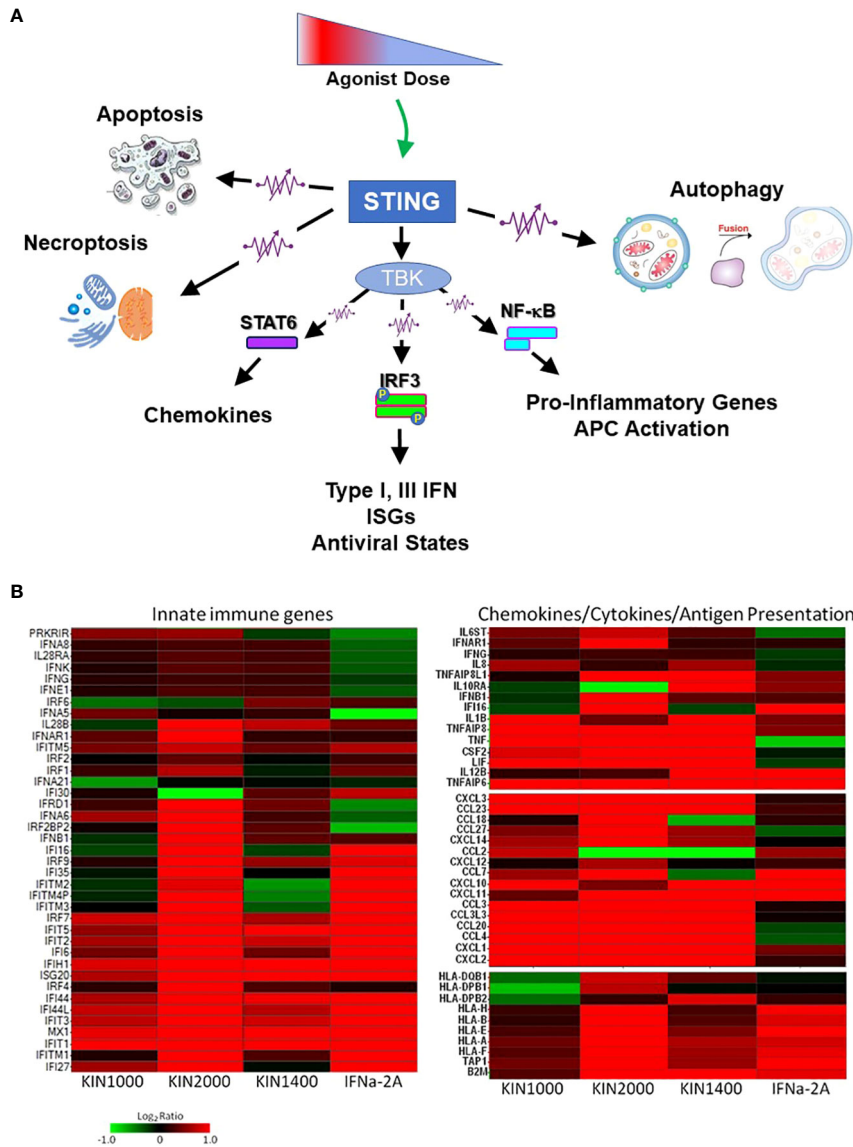 A
Agonist Dose
Apoptosis
STING
Autophagy
Fusion
Necroptosis
TBK
STAT6
NF-κB
IRF3
P
P
Chemokines
Pro-Inflammatory Genes
APC Activation
Type I, III IFN
ISGs
Antiviral States
B
Innate immune genes
PRKRIR
IFNA8
IL28RA
IFNK
IFNG
IFNE1
IRF6
IFNA5
IL28B
IFNAR1
IFITM5
IRF2
IRF1
IFNA21
IFI30
IFRD1
IFNA6
IRF2BP2
IFNB1
IFI16
IRF9
IFI35
IFITM2
IFITM4P
IFITM3
IRF7
IFIT5
IFIT2
IFI6
IFIH1
ISG20
IRF4
IFI44
IFI44L
IFIT3
MX1
IFIT1
IFITM1
IFI27
KIN1000 KIN2000 KIN1400 IFNa-2A
Log2 Ratio
-1.0 0 1.0
Chemokines/Cytokines/Antigen Presentation
IL6ST
IFNAR1
IFNG
IL8
TNFAIP8L1
IL10RA
IFNB1
IFI16
IL1B
TNFAIP8
TNF
CSF2
LIF
IL12B
TNFAIP6
CXCL3
CCL23
CCL18
CCL27
CXCL14
CCL2
CXCL12
CCL7
CXCL10
CXCL11
CCL3
CCL3L3
CCL20
CCL4
CXCL1
CXCL2
HLA-DQB1
HLA-DPB1
HLA-DPB2
HLA-H
HLA-B
HLA-E
HLA-A
HLA-F
TAP1
B2M
KIN1000 KIN2000 KIN1400 IFNa-2A